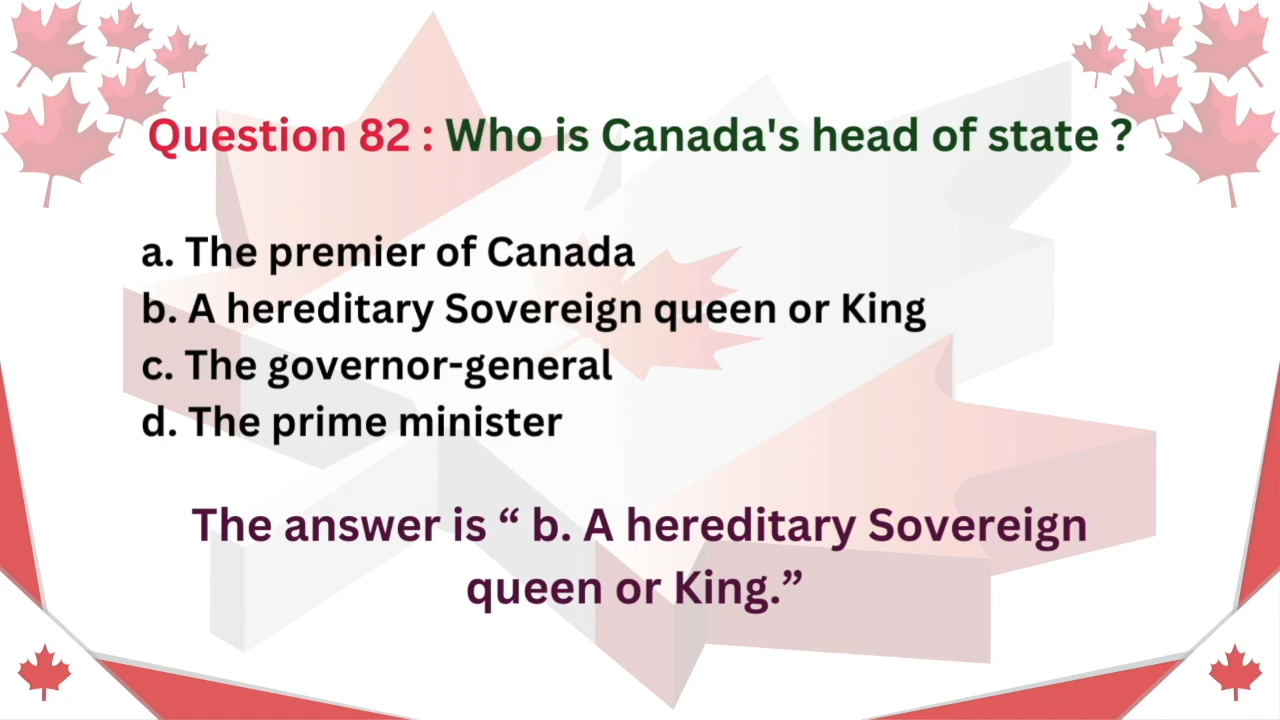 Question 82 : Who is Canada's head of state ?
a. The premier of Canada
b. A hereditary Sovereign queen or King
c. The governor-general
d. The prime minister
The answer is “ b. A hereditary Sovereign
queen or King.”